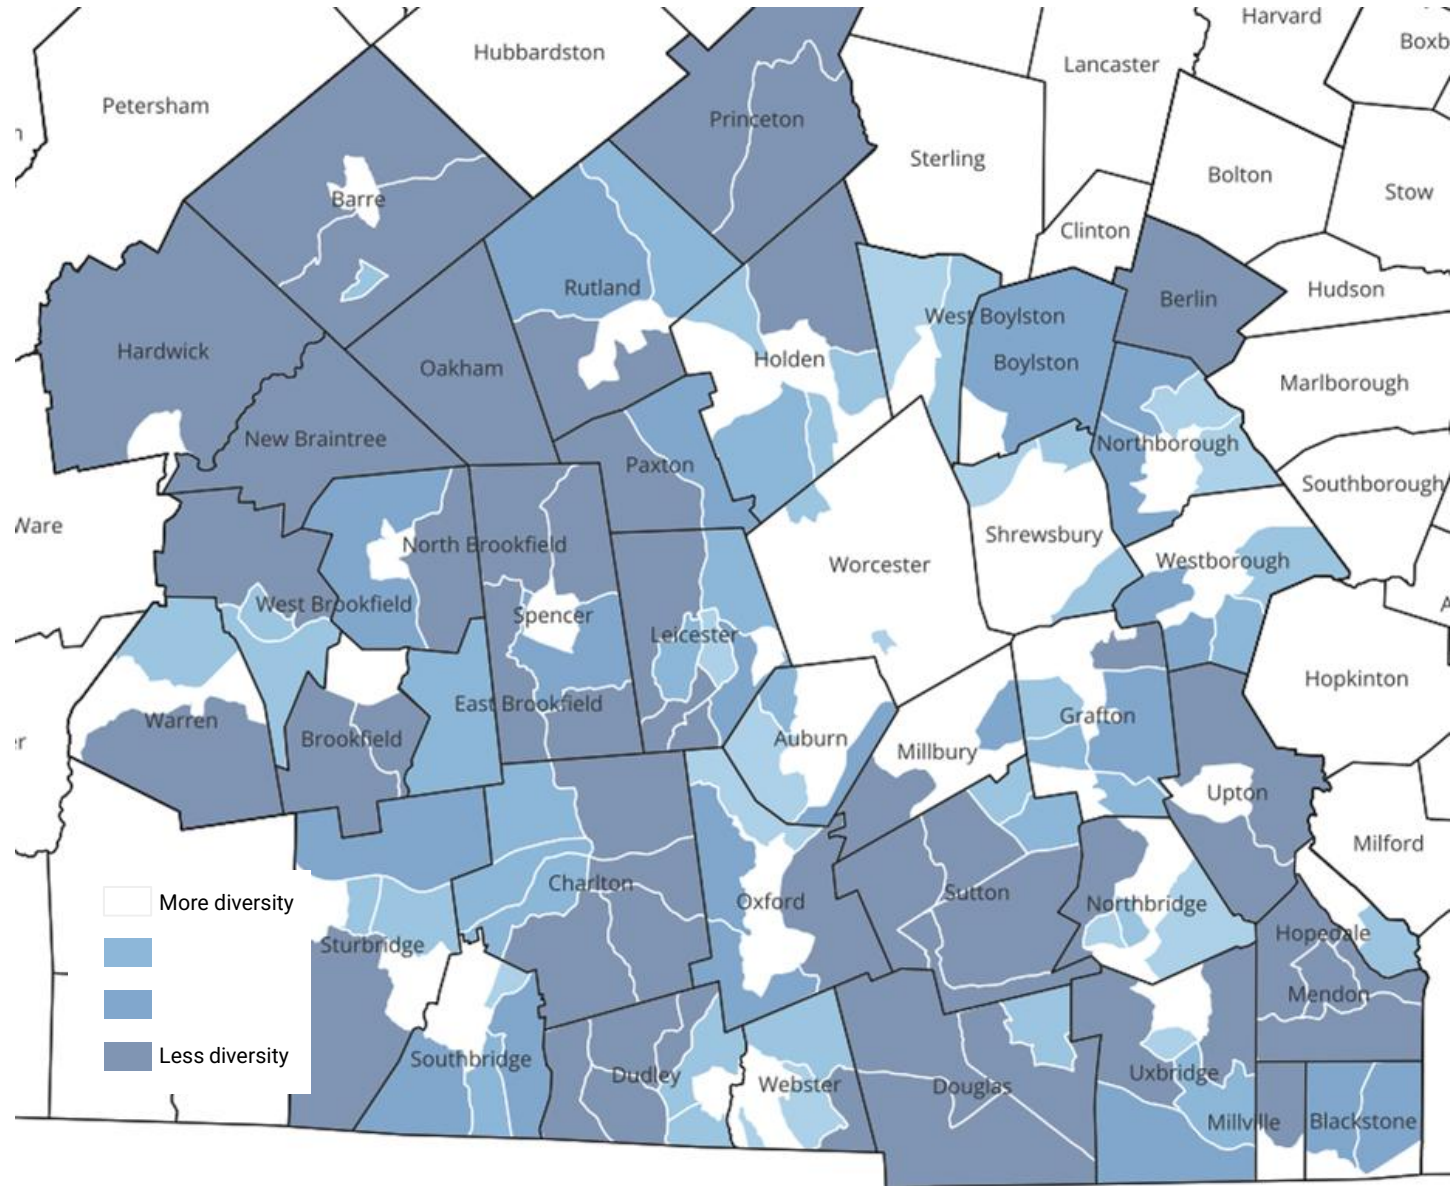 Harvard
Boxb
Hubbardston
Lancaster
Petersham
Princeton
Sterling
Bolton
Stow
Barre
Clinton
Rutland
Berlin
Hudson
West Boylston
Hardwick
Oakham
Holden
Boylston
Marlborough
New Braintree
Paxton
Northborough
Southborough
Ware
North Brookfield
Worcester
Shrewsbury
Westborough
West Brookfield
Spencer
Leicester
Hopkinton
Warren
East Brookfield
Brookfield
Auburn
Millbury
Grafton
Upton
Milford
Charlton
Oxford
Sutton
Northbridge
More diversity
Sturbridge
Hopedale
Mendon
Less diversity
Southbridge
Dudley
Webster
Douglas
Uxbridge
Millville
Blackstone